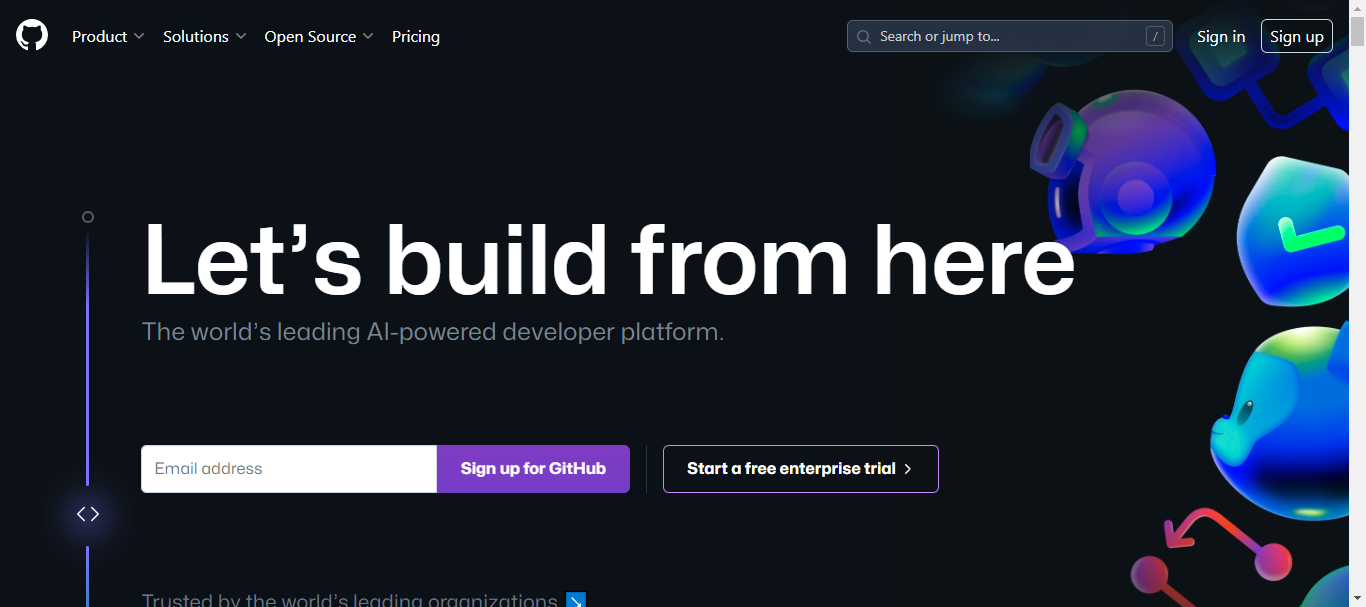 Product Solutions Open Source Pricing Search or jump to... / Sign in Sign up
Let’s build from here
The world’s leading AI-powered developer platform.
Email address Sign up for GitHub Start a free enterprise trial
Trusted by the world’s leading organizations